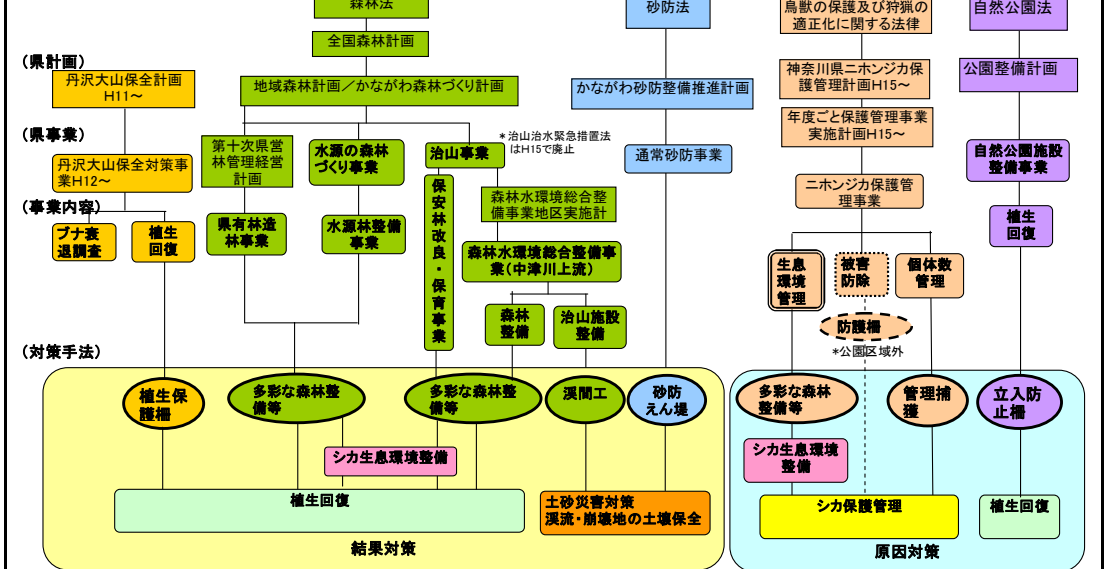 森林法
砂防法
鳥獣の保護及び狩猟の
適正化に関する法律
自然公園法
全国森林計画
(県計画)
丹沢大山保全計画
H11～
地域森林計画／かながわ森林づくり計画
かながわ砂防整備推進計画
神奈川県ニホンジカ保
護管理計画H15～
公園整備計画
年度ごと保護管理事業
実施計画H15～
(県事業)
丹沢大山保全対策事
業H12～
第十次県営
林管理経営
計画
水源の森林
づくり事業
治山事業
*治山治水緊急措置法
はH15で廃止
通常砂防事業
ニホンジカ保護管
理事業
自然公園施設
整備事業
(事業内容)
ブナ衰
退調査
植生
回復
県有林造
林事業
水源林整備
事業
保安林改良・保育事業
森林水環境総合整
備事業地区実施計
森林水環境総合整備事
業(中津川上流)
森林
整備
治山施設
整備
生息
環境
管理
被害
防除
個体数
管理
植生
回復
防護柵
*公園区域外
(対策手法)
植生保
護柵
多彩な森林整
備等
多彩な森林整
備等
渓間工
砂防
えん堤
多彩な森林
整備等
管理捕
獲
立入防
止柵
シカ生息環境整備
シカ生息環境
整備
植生回復
土砂災害対策
渓流・崩壊地の土壌保全
シカ保護管理
植生回復
結果対策
原因対策